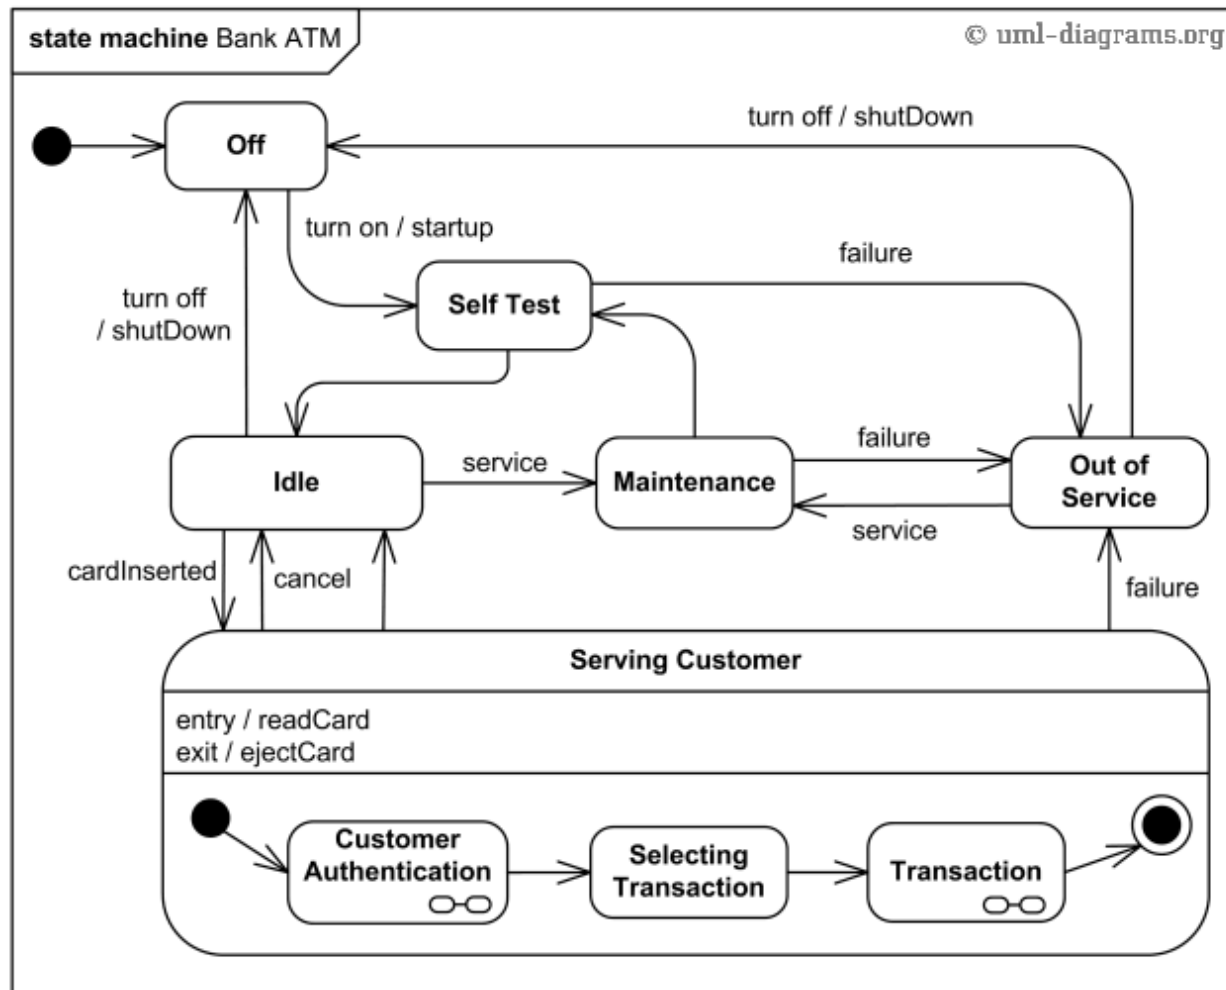 state machine Bank ATM
© uml-diagrams.org
Off
turn off / shutDown
turn on / startup
failure
Self Test
turn off
/ shutDown
Idle
service
Maintenance
failure
service
Out of
Service
cardInserted
cancel
failure
Serving Customer
entry / readCard
exit / ejectCard
Customer
Authentication
Selecting
Transaction
Transaction